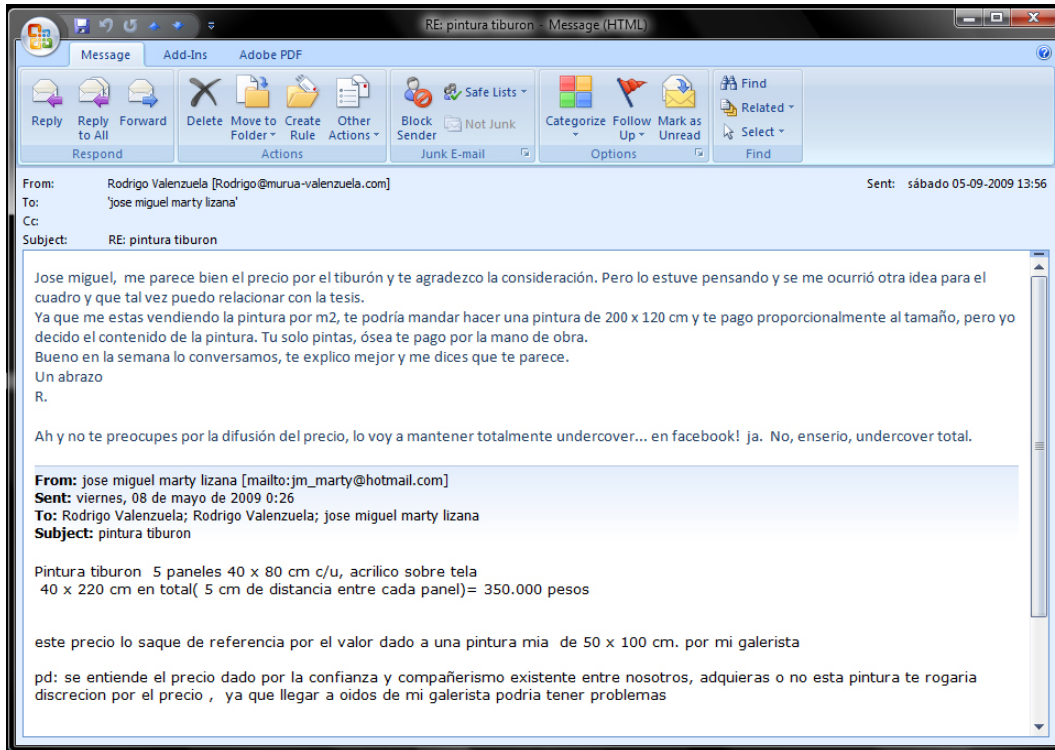 RE: pintura tiburon - Message (HTML)
Message Add-Ins Adobe PDF
Reply Reply to All Forward Delete Move to Folder Create Rule Other Actions Block Sender Safe Lists Not Junk Categorize Follow Up Mark as Unread Find Related Select
Respond Actions Junk E-mail Options Find
From: Rodrigo Valenzuela [Rodrigo@murua-valenzuela.com] Sent: sábado 05-09-2009 13:56
To: 'jose miguel marty lizana'
Cc:
Subject: RE: pintura tiburon
Jose miguel, me parece bien el precio por el tiburón y te agradezco la consideración. Pero lo estuve pensando y se me ocurrió otra idea para el
cuadro y que tal vez puedo relacionar con la tesis.
Ya que me estas vendiendo la pintura por m2, te podría mandar hacer una pintura de 200 x 120 cm y te pago proporcionalmente al tamaño, pero yo
decido el contenido de la pintura. Tu solo pintas, ósea te pago por la mano de obra.
Bueno en la semana lo conversamos, te explico mejor y me dices que te parece.
Un abrazo
R.
Ah y no te preocupes por la difusión del precio, lo voy a mantener totalmente undercover... en facebook! ja. No, enserio, undercover total.
From: jose miguel marty lizana [mailto:jm_marty@hotmail.com]
Sent: viernes, 08 de mayo de 2009 0:26
To: Rodrigo Valenzuela; Rodrigo Valenzuela; jose miguel marty lizana
Subject: pintura tiburon
Pintura tiburon 5 paneles 40 x 80 cm c/u, acrilico sobre tela
40 x 220 cm en total( 5 cm de distancia entre cada panel)= 350.000 pesos
este precio lo saque de referencia por el valor dado a una pintura mia de 50 x 100 cm. por mi galerista
pd: se entiende el precio dado por la confianza y compañerismo existente entre nosotros, adquieras o no esta pintura te rogaria
discrecion por el precio , ya que llegar a oidos de mi galerista podria tener problemas